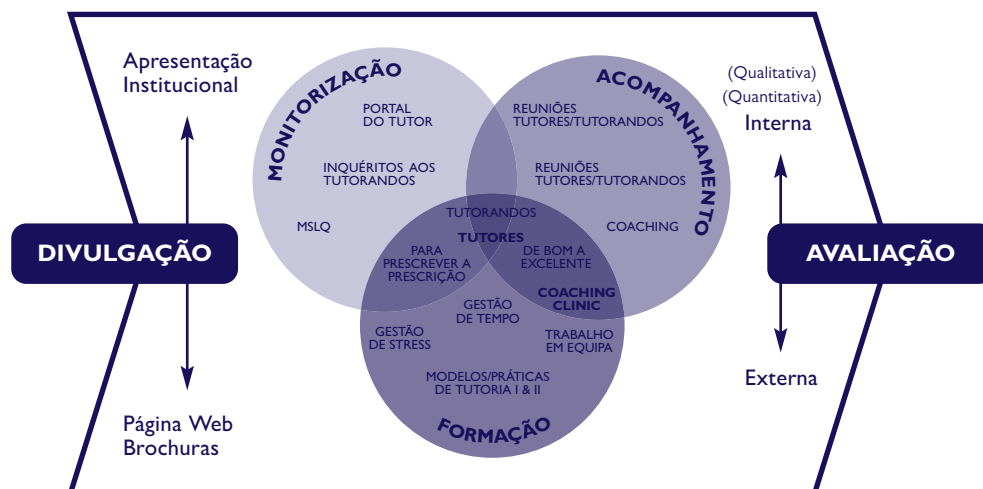 Apresentação
Institucional
DIVULGAÇÃO
Página Web
Brochuras
MONITORIZAÇÃO
PORTAL
DO TUTOR
INQUÉRITOS AOS
TUTORANDOS
MSLQ
ACOMPANHAMENTO
REUNIÕES
TUTORES/TUTORANDOS
REUNIÕES
TUTORES/TUTORANDOS
COACHING
TUTORANDOS
TUTORES
PARA
PRESCREVER A
PRESCRIÇÃO
DE BOM A
EXCELENTE
COACHING
CLINIC
GESTÃO
DE TEMPO
GESTÃO
DE STRESS
TRABALHO
EM EQUIPA
MODELOS/PRÁTICAS
DE TUTORIA I & II
FORMAÇÃO
(Qualitativa)
(Quantitativa)
Interna
AVALIAÇÃO
Externa